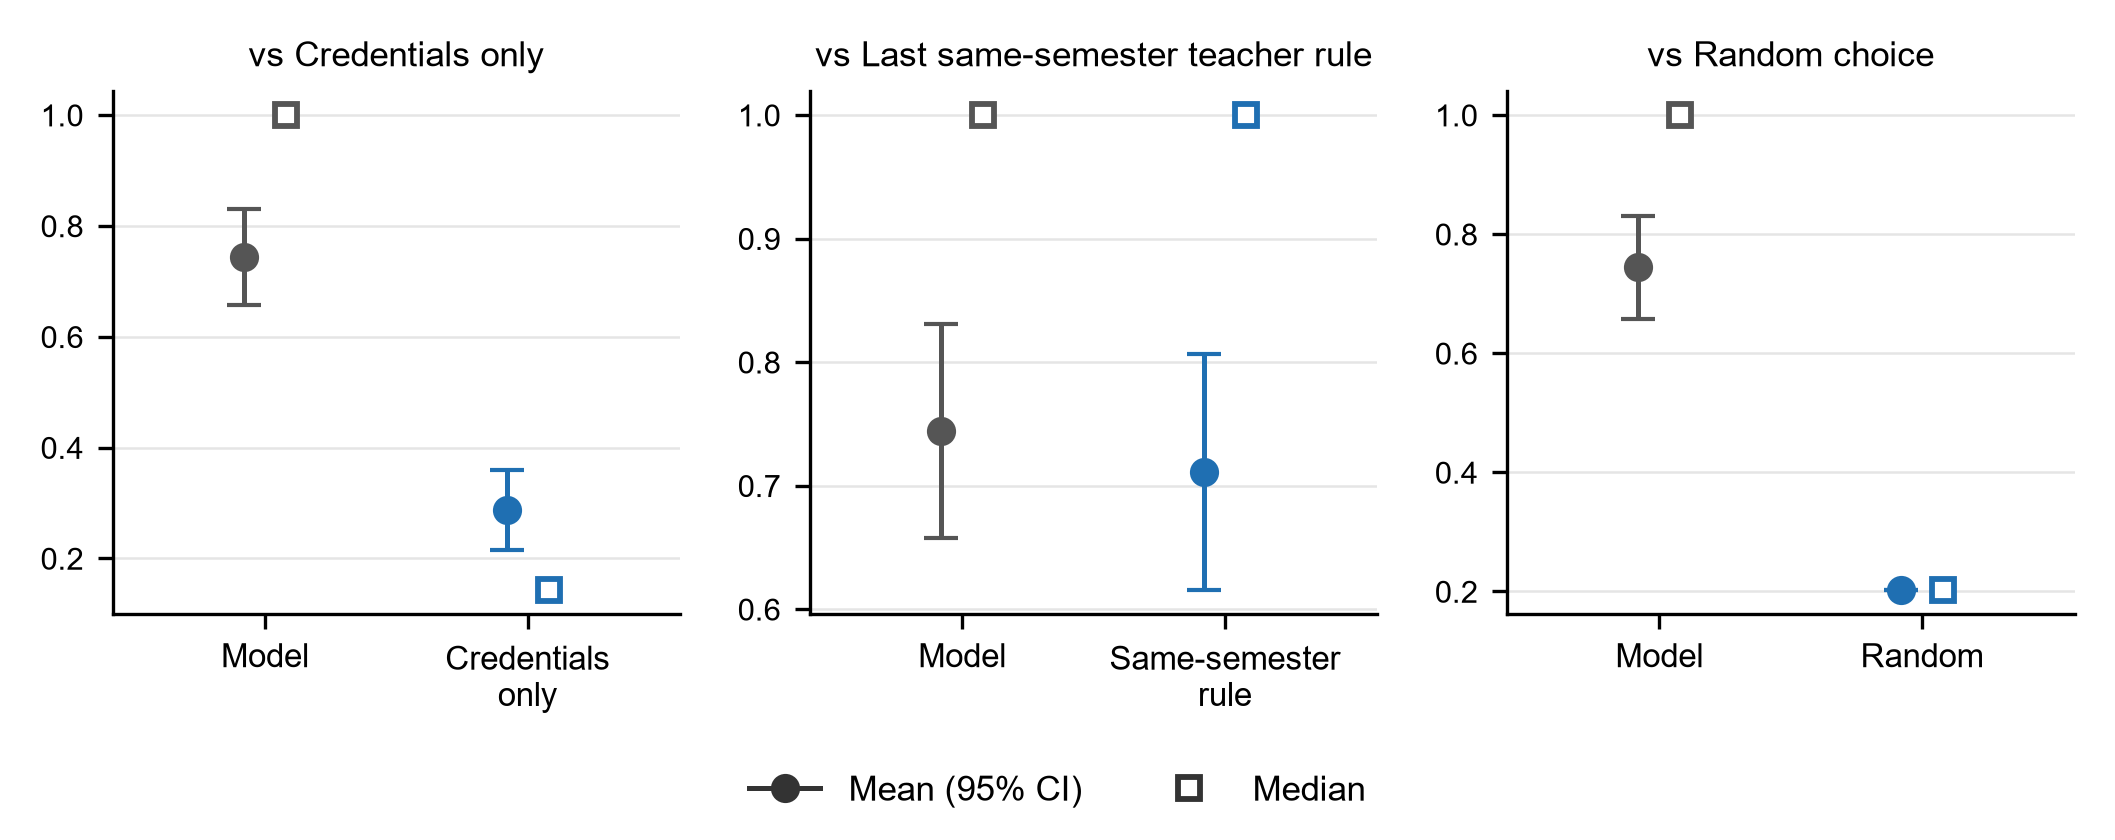 vs Credentials only
1.0
0.8
0.6
0.4
0.2
Model
Credentials
only
vs Last same-semester teacher rule
1.0
0.9
0.8
0.7
0.6
Model
Same-semester
rule
vs Random choice
1.0
0.8
0.6
0.4
0.2
Model
Random
Mean (95% CI)
Median